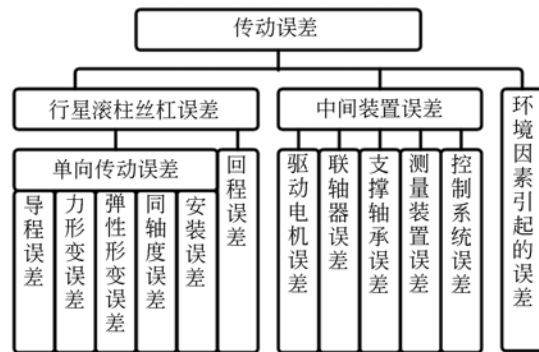 传动误差
行星滚柱丝杠误差
中间装置误差
环境因素引起的误差
单向传动误差
回程误差
驱动电机误差
联轴器误差
支撑轴承误差
测量装置误差
控制系统误差
导程误差
力形变误差
弹性形变误差
同轴度误差
安装误差